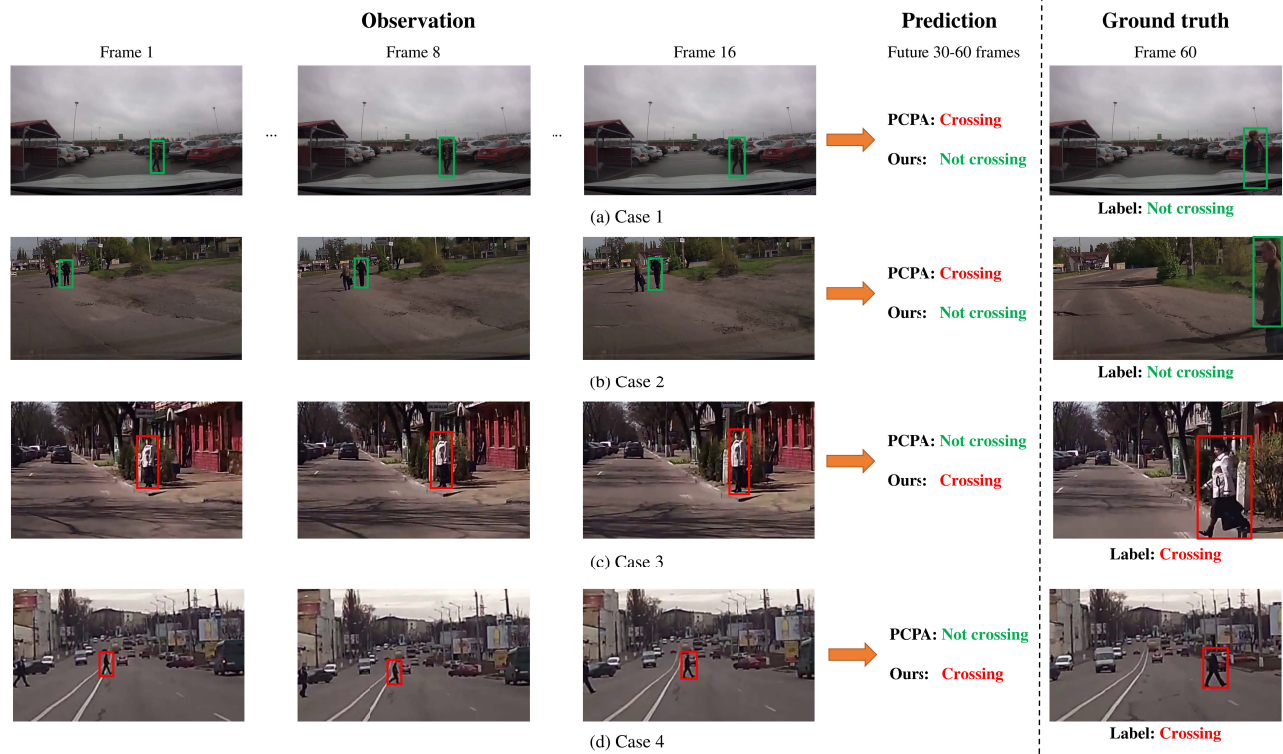 Observation
Prediction
Ground truth
Frame 1
Frame 8
Frame 16
Future 30-60 frames
Frame 60
...
...
PCPA: Crossing
Ours: Not crossing
Label: Not crossing
(a) Case 1
PCPA: Crossing
Ours: Not crossing
Label: Not crossing
(b) Case 2
PCPA: Not crossing
Ours: Crossing
Label: Crossing
(c) Case 3
PCPA: Not crossing
Ours: Crossing
Label: Crossing
(d) Case 4